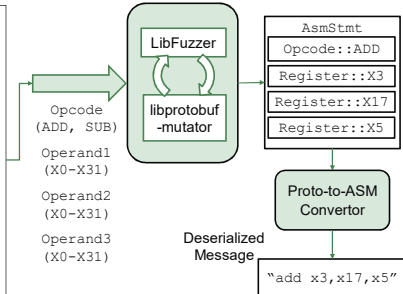 LibFuzzer
libprotobuf
-mutator
Opcode
(ADD, SUB)
Operand1
(X0-X31)
Operand2
(X0-X31)
Operand3
(X0-X31)
AsmStmt
Opcode::ADD
Register::X3
Register::X17
Register::X5
Proto-to-ASM
Convertor
Deserialized
Message
“add x3,x17,x5”